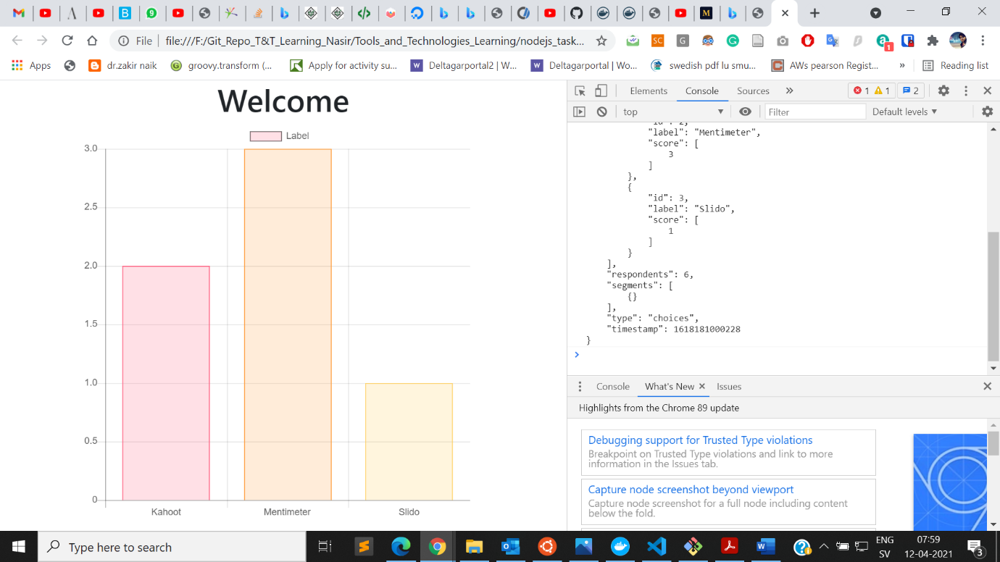 File
file:///F:/Git_Repo_T&T_Learning_Nasir/Tools_and_Technologies_Learning/nodejs_task...
Apps
dr.zakir naik
groovy.transform (...
Apply for activity su...
Deltagarportal2 | W...
Deltagarportal | Wo...
swedish pdf lu smu...
AWs pearson Regist...
»
Reading list
Welcome
Label
3.0
2.5
2.0
1.5
1.0
0.5
0
Kahoot Mentimeter Slido
Elements Console Sources » 1 1 2
top Filter Default levels
"id": 2,
"label": "Mentimeter",
"score": [
3
]
},
{
"id": 3,
"label": "Slido",
"score": [
1
]
}
],
"respondents": 6,
"segments": [
{}
],
"type": "choices",
"timestamp": 1618181000228
}
Console What's New Issues
Highlights from the Chrome 89 update
Debugging support for Trusted Type violations
Breakpoint on Trusted Type violations and link to more
information in the Issues tab.
Capture node screenshot beyond viewport
Capture node screenshot for a full node including content
below the fold.
Type here to search
ENG
SV
07:59
12-04-2021
3